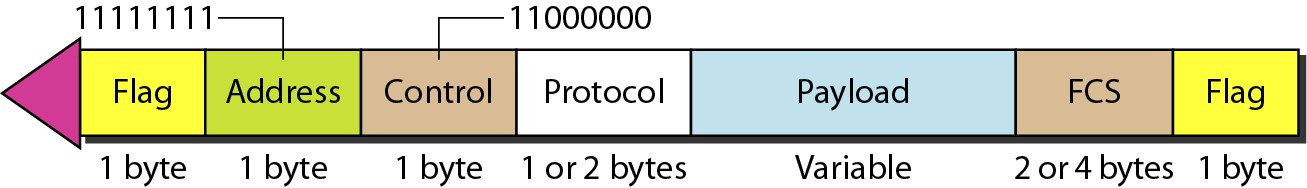 11111111 11000000
Flag Address Control Protocol Payload FCS Flag
1 byte 1 byte 1 byte 1 or 2 bytes Variable 2 or 4 bytes 1 byte